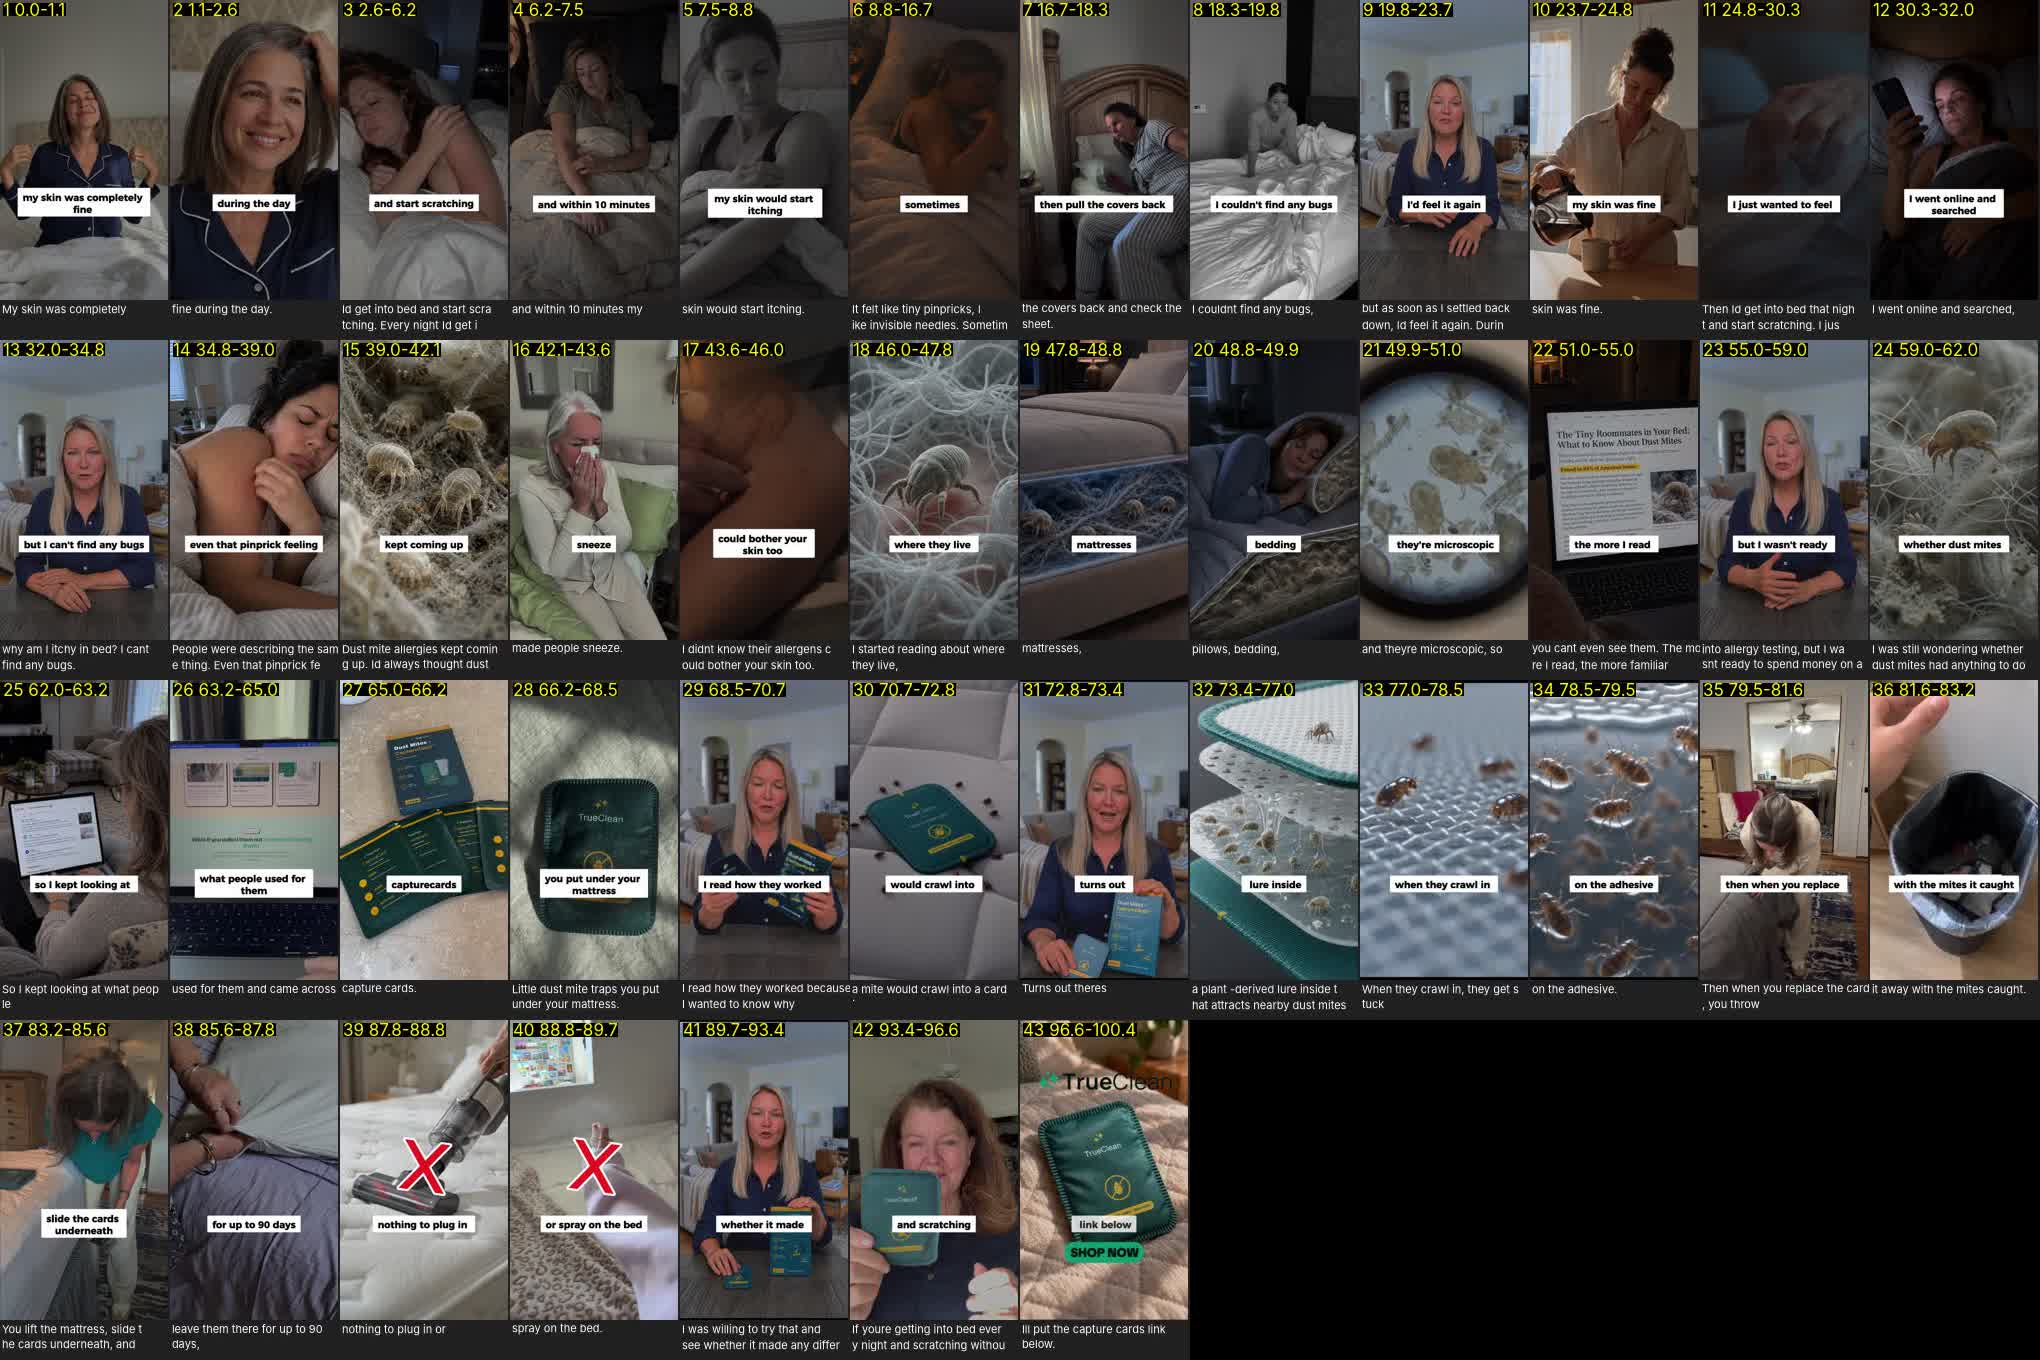 1 0.0-1.1
my skin was completely
fine
My skin was completely
2 1.1-2.6
during the day
fine during the day.
3 2.6-6.2
and start scratching
Id get into bed and start scra
tching. Every night Id get i
4 6.2-7.5
and within 10 minutes
and within 10 minutes my
5 7.5-8.8
my skin would start
itching
skin would start itching.
6 8.8-16.7
sometimes
It felt like tiny pinpricks, l
ike invisible needles. Sometim
7 16.7-18.3
then pull the covers back
the covers back and check the
sheet.
8 18.3-19.8
I couldn't find any bugs
I couldnt find any bugs,
9 19.8-23.7
I'd feel it again
but as soon as I settled back
down, Id feel it again. Durin
10 23.7-24.8
my skin was fine
skin was fine.
11 24.8-30.3
I just wanted to feel
Then Id get into bed that nigh
t and start scratching. I jus
12 30.3-32.0
I went online and
searched
I went online and searched,
13 32.0-34.8
but I can't find any bugs
why am I itchy in bed? I cant
find any bugs.
14 34.8-39.0
even that pinprick feeling
People were describing the sam
e thing. Even that pinprick fe
15 39.0-42.1
kept coming up
Dust mite allergies kept comin
g up. Id always thought dust
16 42.1-43.6
sneeze
made people sneeze.
17 43.6-46.0
could bother your
skin too
I didnt know their allergens c
ould bother your skin too.
18 46.0-47.8
where they live
I started reading about where
they live,
19 47.8-48.8
mattresses
mattresses,
20 48.8-49.9
bedding
pillows, bedding,
21 49.9-51.0
they're microscopic
and theyre microscopic, so
22 51.0-55.0
The Tiny Roommates in Your Bed:
What to Know About Dust Mites
the more I read
you cant even see them. The mo
re I read, the more familiar
23 55.0-59.0
but I wasn't ready
into allergy testing, but I wa
snt ready to spend money on a
24 59.0-62.0
whether dust mites
I was still wondering whether
dust mites had anything to do
25 62.0-63.2
so I kept looking at
So I kept looking at what peop
le
26 63.2-65.0
what people used for
them
used for them and came across
27 65.0-66.2
Dust Mites
capturecards
capture cards.
28 66.2-68.5
TrueClean
you put under your
mattress
Little dust mite traps you put
under your mattress.
29 68.5-70.7
I read how they worked
I read how they worked because
I wanted to know why
30 70.7-72.8
would crawl into
a mite would crawl into a card
.
31 72.8-73.4
turns out
Turns out theres
32 73.4-77.0
lure inside
a plant -derived lure inside t
hat attracts nearby dust mites
33 77.0-78.5
when they crawl in
When they crawl in, they get s
tuck
34 78.5-79.5
on the adhesive
on the adhesive.
35 79.5-81.6
then when you replace
Then when you replace the card
, you throw
36 81.6-83.2
with the mites it caught
it away with the mites caught.
37 83.2-85.6
slide the cards
underneath
You lift the mattress, slide t
he cards underneath, and
38 85.6-87.8
for up to 90 days
leave them there for up to 90
days,
39 87.8-88.8
X
nothing to plug in
nothing to plug in or
40 88.8-89.7
X
or spray on the bed
spray on the bed.
41 89.7-93.4
whether it made
I was willing to try that and
see whether it made any differ
42 93.4-96.6
and scratching
If youre getting into bed ever
y night and scratching withou
43 96.6-100.4
TrueClean
TrueClean
link below
SHOP NOW
Ill put the capture cards link
below.